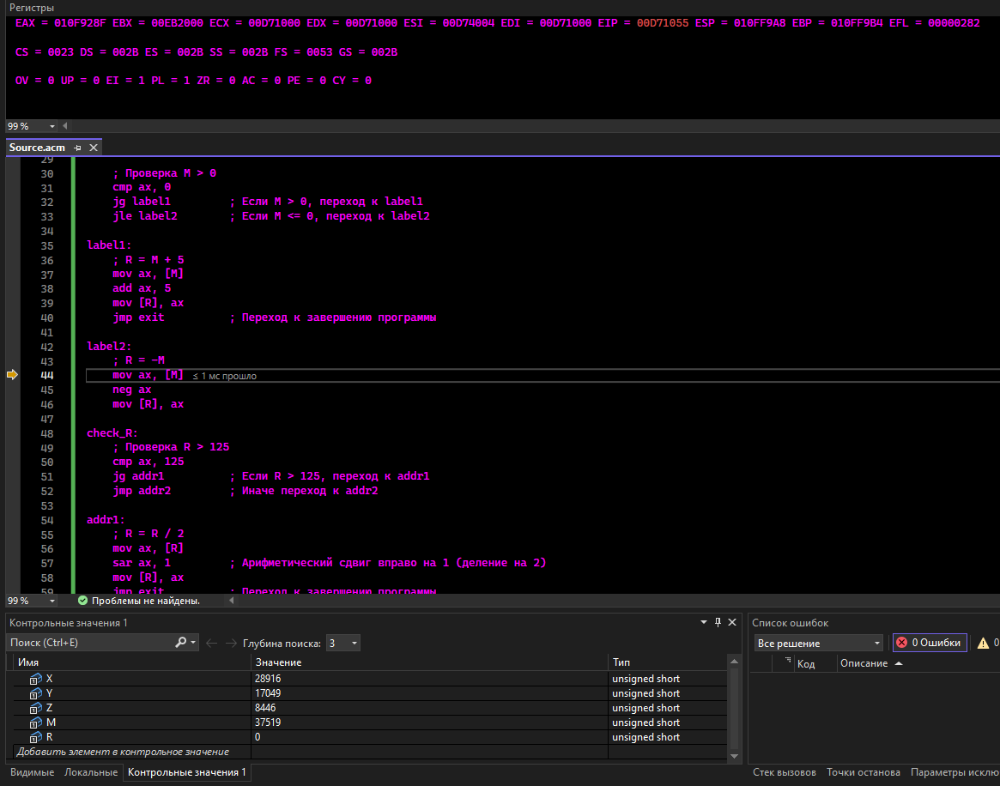 Регистры
EAX = 010F928F EBX = 00EB2000 ECX = 00D71000 EDX = 00D71000 ESI = 00D74004 EDI = 00D71000 EIP = 00D71055 ESP = 010FF9A8 EBP = 010FF9B4 EFL = 00000282
CS = 0023 DS = 002B ES = 002B SS = 002B FS = 0053 GS = 002B
OV = 0 UP = 0 EI = 1 PL = 1 ZR = 0 AC = 0 PE = 0 CY = 0
99 %
Source.acm
29
30 ; Проверка M > 0
31 cmp ax, 0
32 jg label1 ; Если M > 0, переход к label1
33 jle label2 ; Если M <= 0, переход к label2
34
35 label1:
36 ; R = M + 5
37 mov ax, [M]
38 add ax, 5
39 mov [R], ax
40 jmp exit ; Переход к завершению программы
41
42 label2:
43 ; R = -M
44 mov ax, [M] ≤ 1 мс прошло
45 neg ax
46 mov [R], ax
47
48 check_R:
49 ; Проверка R > 125
50 cmp ax, 125
51 jg addr1 ; Если R > 125, переход к addr1
52 jmp addr2 ; Иначе переход к addr2
53
54 addr1:
55 ; R = R / 2
56 mov ax, [R]
57 sar ax, 1 ; Арифметический сдвиг вправо на 1 (деление на 2)
58 mov [R], ax
59 jmp exit ; Переход к завершению программы
99 % Проблемы не найдены.
Контрольные значения 1
Поиск (Ctrl+E) Глубина поиска: 3
Имя Значение Тип
X 28916 unsigned short
Y 17049 unsigned short
Z 8446 unsigned short
M 37519 unsigned short
R 0 unsigned short
Добавить элемент в контрольное значение
Видимые Локальные Контрольные значения 1
Список ошибок
Все решение 0 Ошибки 0
Код Описание
Стек вызовов Точки останова Параметры исклю